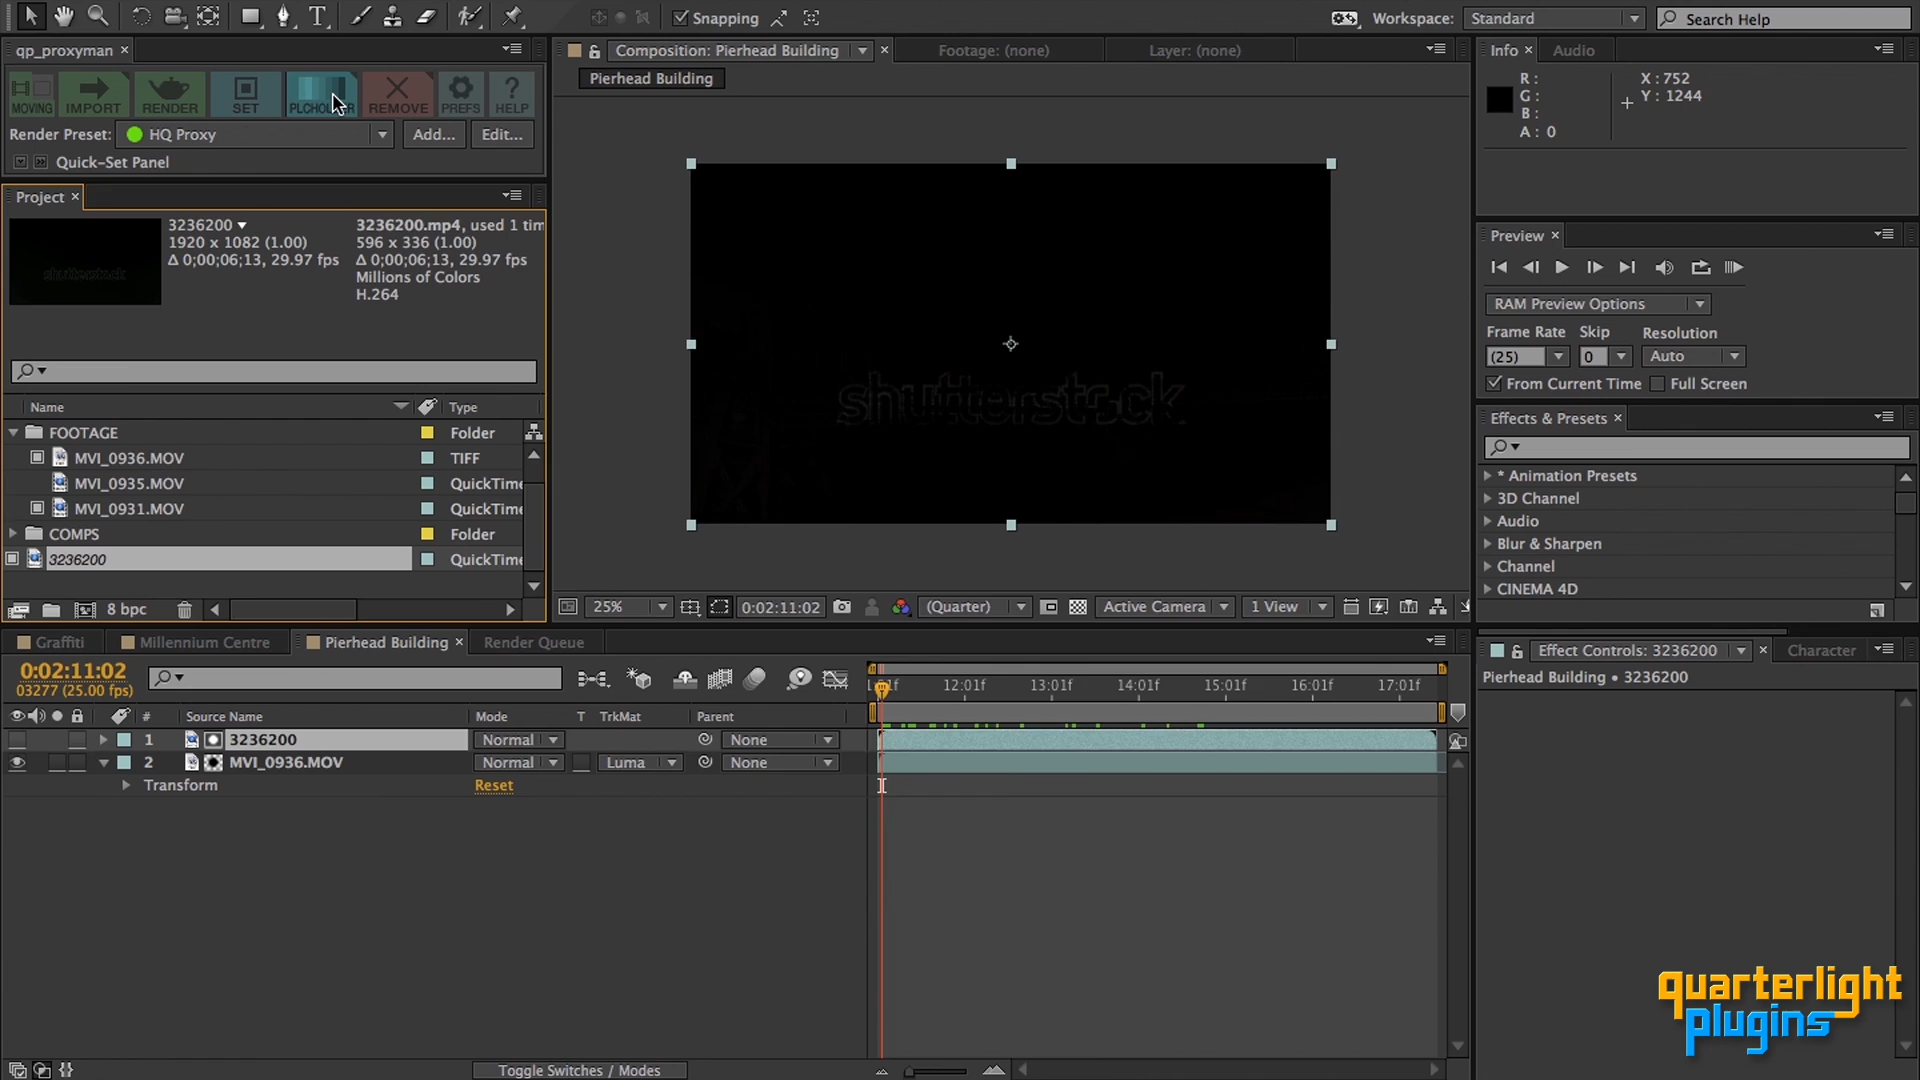 Snapping
Workspace: Standard
Search Help
qp_proxyman
MOVING IMPORT RENDER SET REMOVE PREFS HELP
Render Preset: HQ Proxy Add... Edit...
Quick-Set Panel
Project
3236200
1920 x 1082 (1.00)
Δ 0;00;06;13, 29.97 fps
3236200.mp4, used 1 tim
596 x 336 (1.00)
Δ 0;00;06;13, 29.97 fps
Millions of Colors
H.264
Name Type
FOOTAGE Folder
MVI_0936.MOV TIFF
MVI_0935.MOV QuickTime
MVI_0931.MOV QuickTime
COMPS Folder
3236200 QuickTime
8 bpc
Composition: Pierhead Building
Footage: (none)
Layer: (none)
Pierhead Building
shutterstock
25% 0:02:11:02 (Quarter) Active Camera 1 View
Info Audio
R:
G:
B:
A: 0
X: 752
Y: 1244
Preview
RAM Preview Options
Frame Rate Skip Resolution
(25) 0 Auto
From Current Time Full Screen
Effects & Presets
* Animation Presets
3D Channel
Audio
Blur & Sharpen
Channel
CINEMA 4D
Graffiti
Millennium Centre
Pierhead Building
Render Queue
0:02:11:02
03277 (25.00 fps)
12:01f 13:01f 14:01f 15:01f 16:01f 17:01f
# Source Name Mode T TrkMat Parent
1 3236200 Normal None
2 MVI_0936.MOV Normal Luma None
Transform Reset
Toggle Switches / Modes
Effect Controls: 3236200
Character
Pierhead Building • 3236200
quarterlight
plugins